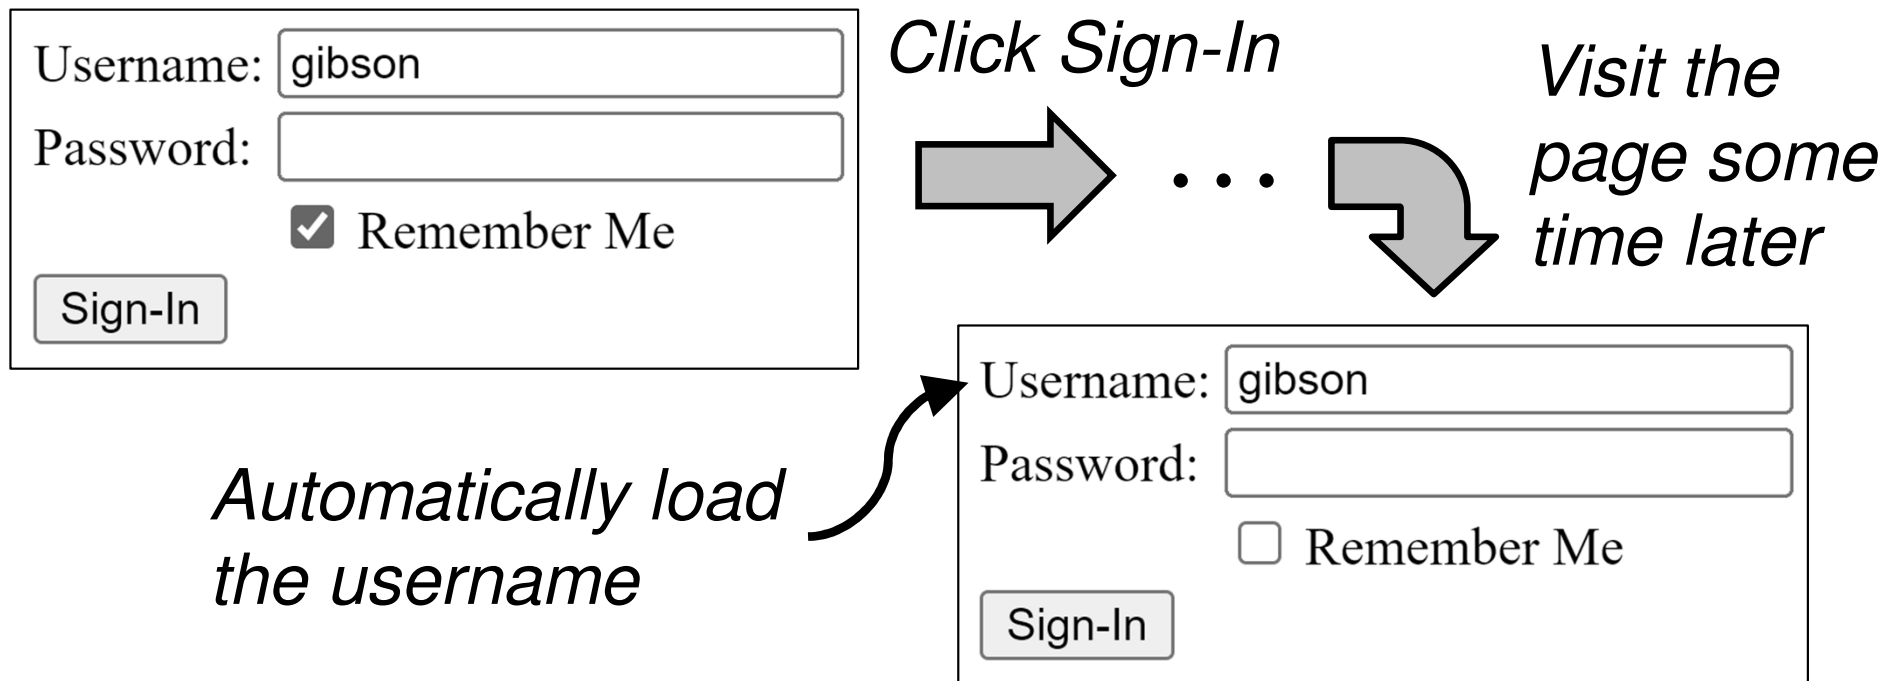 Username: gibson
Password:
Remember Me
Sign-In
Click Sign-In
. . .
Visit the
page some
time later
Automatically load
the username
Username: gibson
Password:
Remember Me
Sign-In